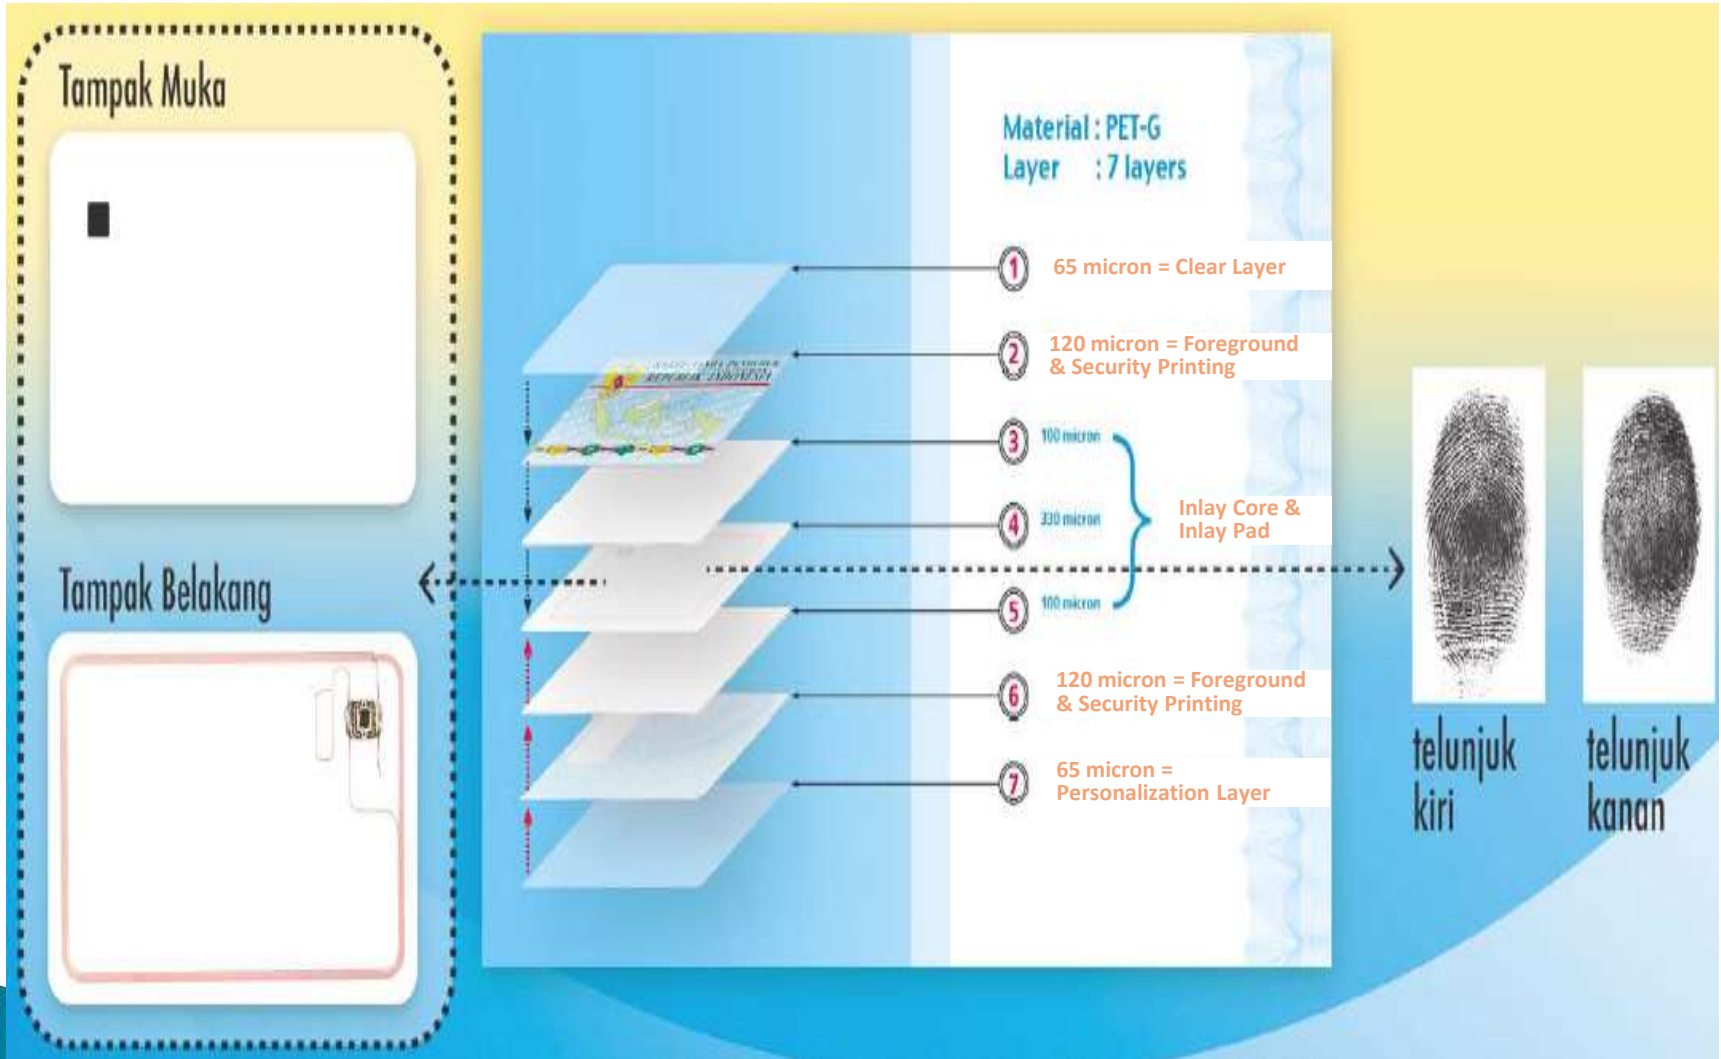 Tampak Muka
Tampak Belakang
Material : PET-G
Layer : 7 layers
1 65 micron = Clear Layer
2 120 micron = Foreground
& Security Printing
3 100 micron
4 330 micron
5 100 micron
Inlay Core &
Inlay Pad
6 120 micron = Foreground
& Security Printing
7 65 micron =
Personalization Layer
REPUBLIK INDONESIA
telunjuk
kiri
telunjuk
kanan